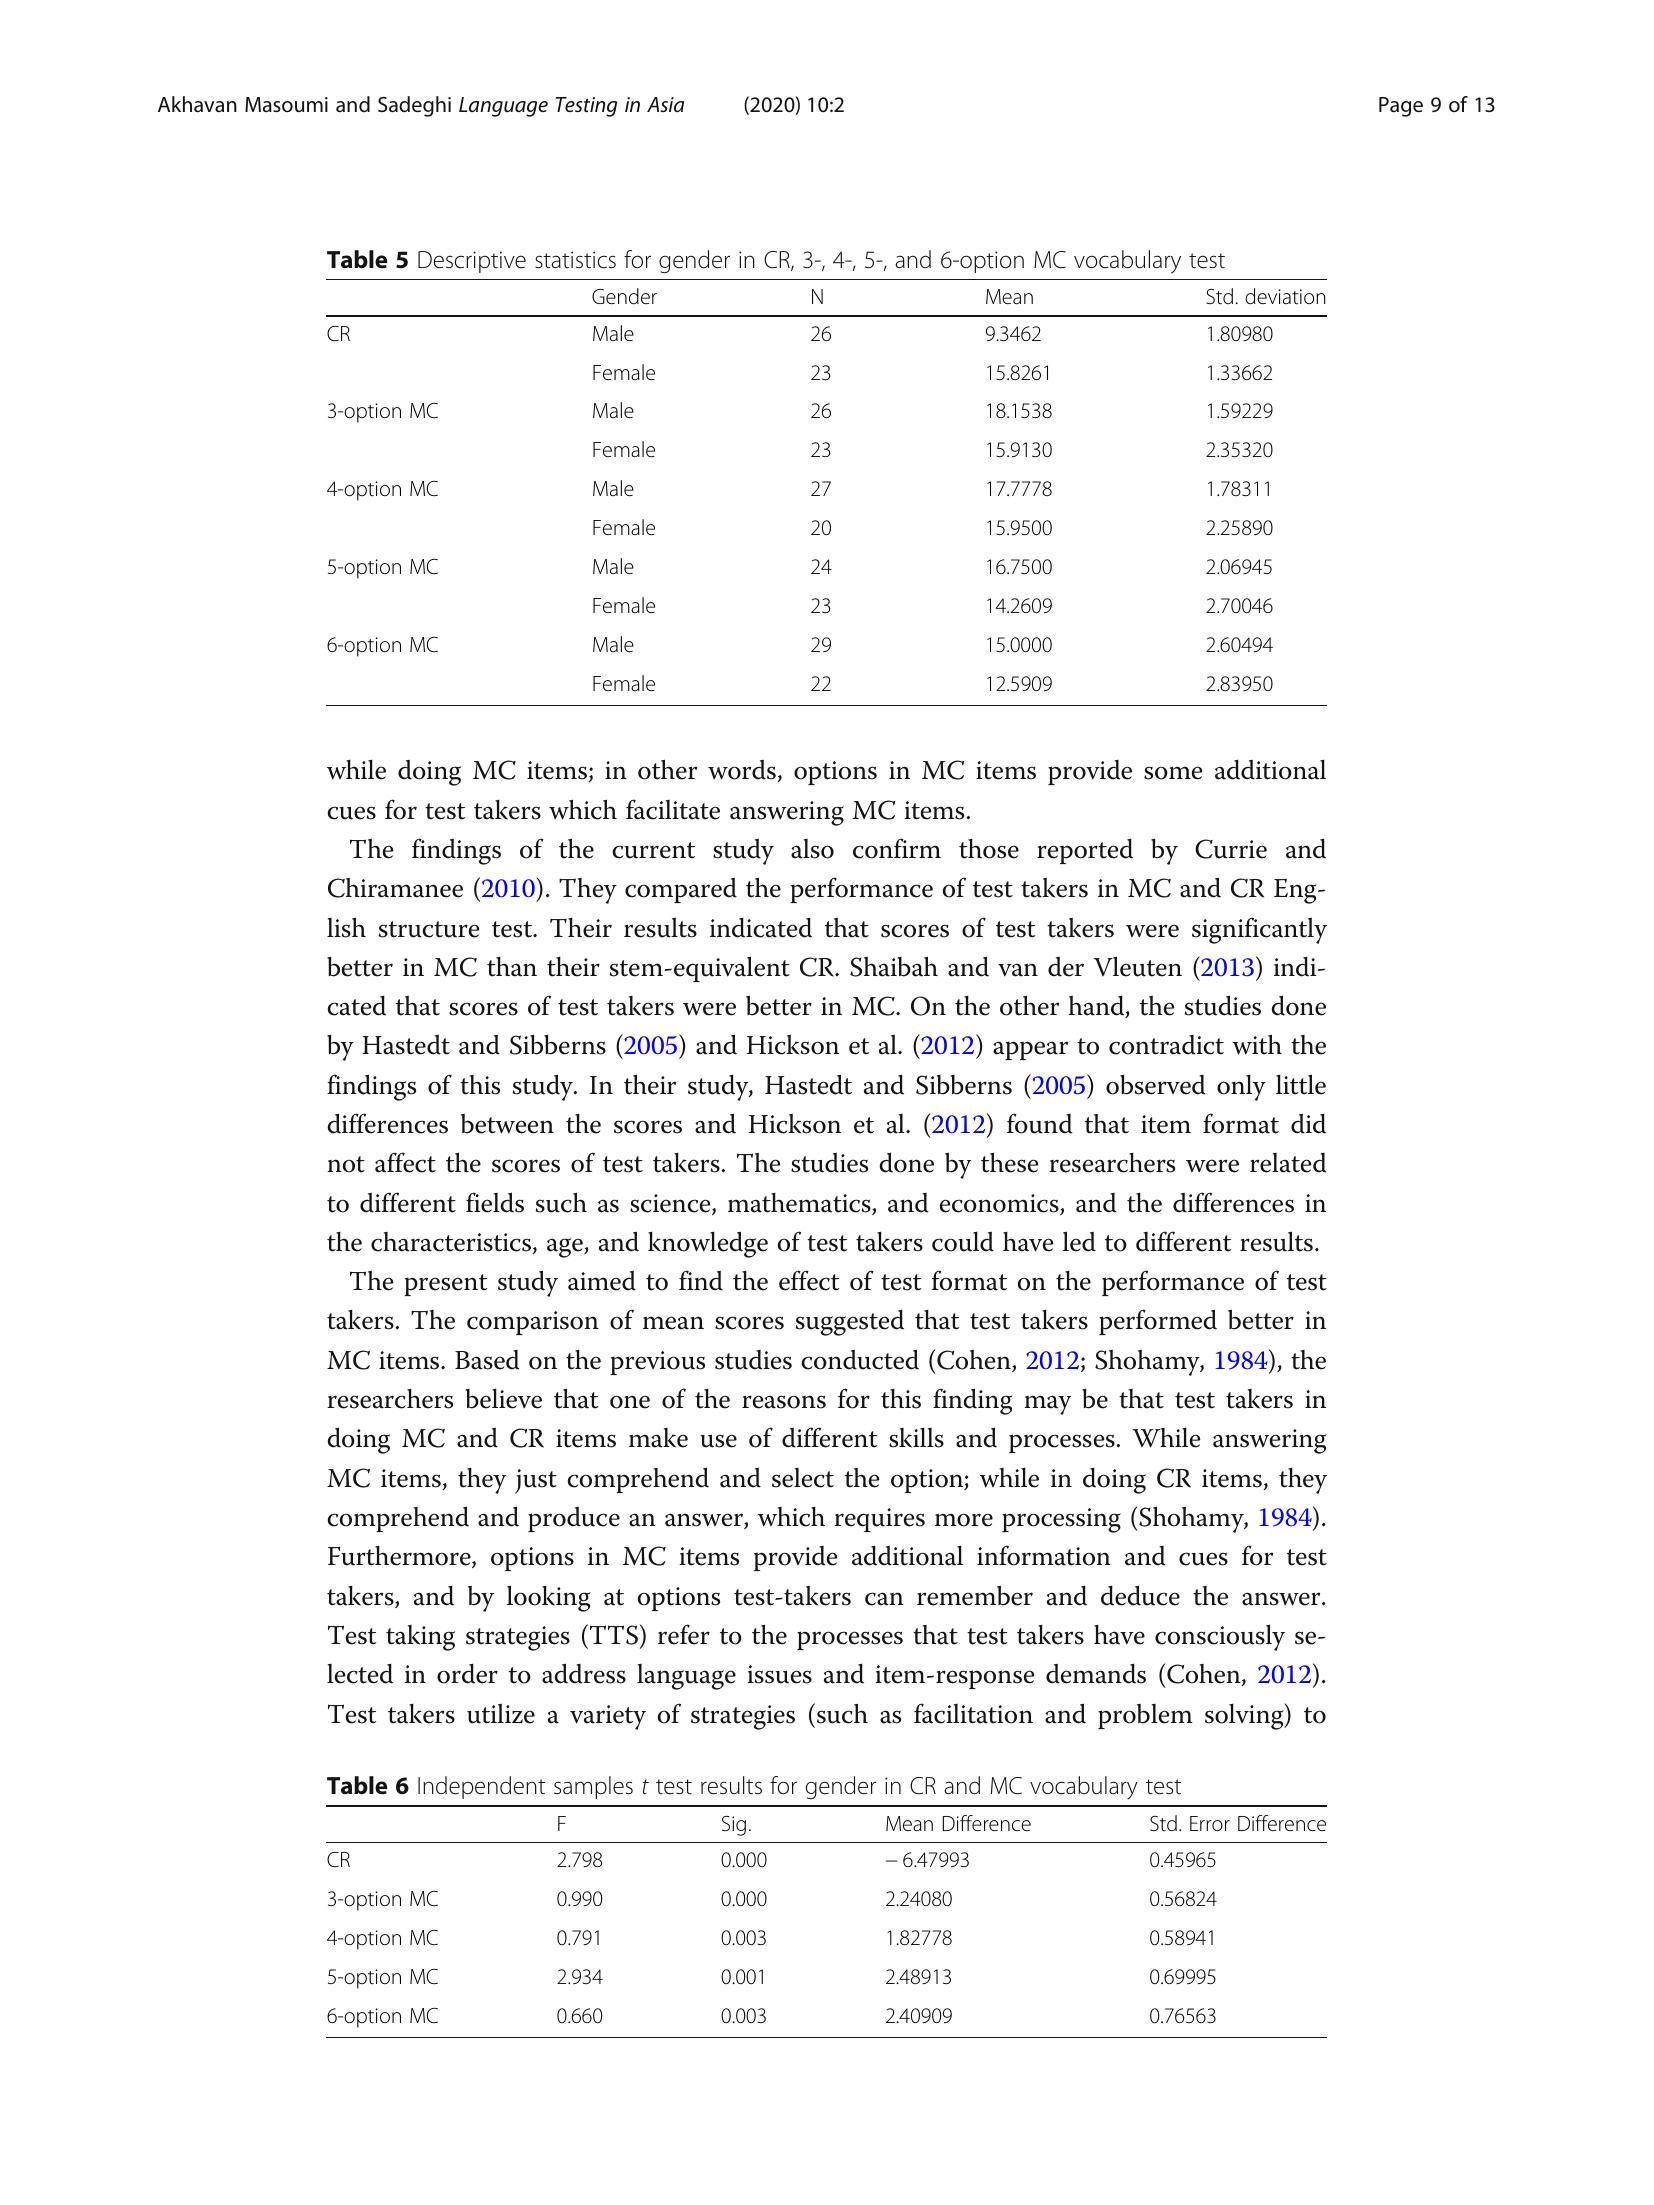 Akhavan Masoumi and Sadeghi Language Testing in Asia (2020) 10:2 Page 9 of 13
Table 5 Descriptive statistics for gender in CR, 3-, 4-, 5-, and 6-option MC vocabulary test
Gender N Mean Std. deviation
CR Male 26 9.3462 1.80980
Female 23 15.8261 1.33662
3-option MC Male 26 18.1538 1.59229
Female 23 15.9130 2.35320
4-option MC Male 27 17.7778 1.78311
Female 20 15.9500 2.25890
5-option MC Male 24 16.7500 2.06945
Female 23 14.2609 2.70046
6-option MC Male 29 15.0000 2.60494
Female 22 12.5909 2.83950
while doing MC items; in other words, options in MC items provide some additional
cues for test takers which facilitate answering MC items.
The findings of the current study also confirm those reported by Currie and
Chiramanee (2010). They compared the performance of test takers in MC and CR Eng-
lish structure test. Their results indicated that scores of test takers were significantly
better in MC than their stem-equivalent CR. Shaibah and van der Vleuten (2013) indi-
cated that scores of test takers were better in MC. On the other hand, the studies done
by Hastedt and Sibberns (2005) and Hickson et al. (2012) appear to contradict with the
findings of this study. In their study, Hastedt and Sibberns (2005) observed only little
differences between the scores and Hickson et al. (2012) found that item format did
not affect the scores of test takers. The studies done by these researchers were related
to different fields such as science, mathematics, and economics, and the differences in
the characteristics, age, and knowledge of test takers could have led to different results.
The present study aimed to find the effect of test format on the performance of test
takers. The comparison of mean scores suggested that test takers performed better in
MC items. Based on the previous studies conducted (Cohen, 2012; Shohamy, 1984), the
researchers believe that one of the reasons for this finding may be that test takers in
doing MC and CR items make use of different skills and processes. While answering
MC items, they just comprehend and select the option; while in doing CR items, they
comprehend and produce an answer, which requires more processing (Shohamy, 1984).
Furthermore, options in MC items provide additional information and cues for test
takers, and by looking at options test-takers can remember and deduce the answer.
Test taking strategies (TTS) refer to the processes that test takers have consciously se-
lected in order to address language issues and item-response demands (Cohen, 2012).
Test takers utilize a variety of strategies (such as facilitation and problem solving) to
Table 6 Independent samples t test results for gender in CR and MC vocabulary test
F Sig. Mean Difference Std. Error Difference
CR 2.798 0.000 − 6.47993 0.45965
3-option MC 0.990 0.000 2.24080 0.56824
4-option MC 0.791 0.003 1.82778 0.58941
5-option MC 2.934 0.001 2.48913 0.69995
6-option MC 0.660 0.003 2.40909 0.76563